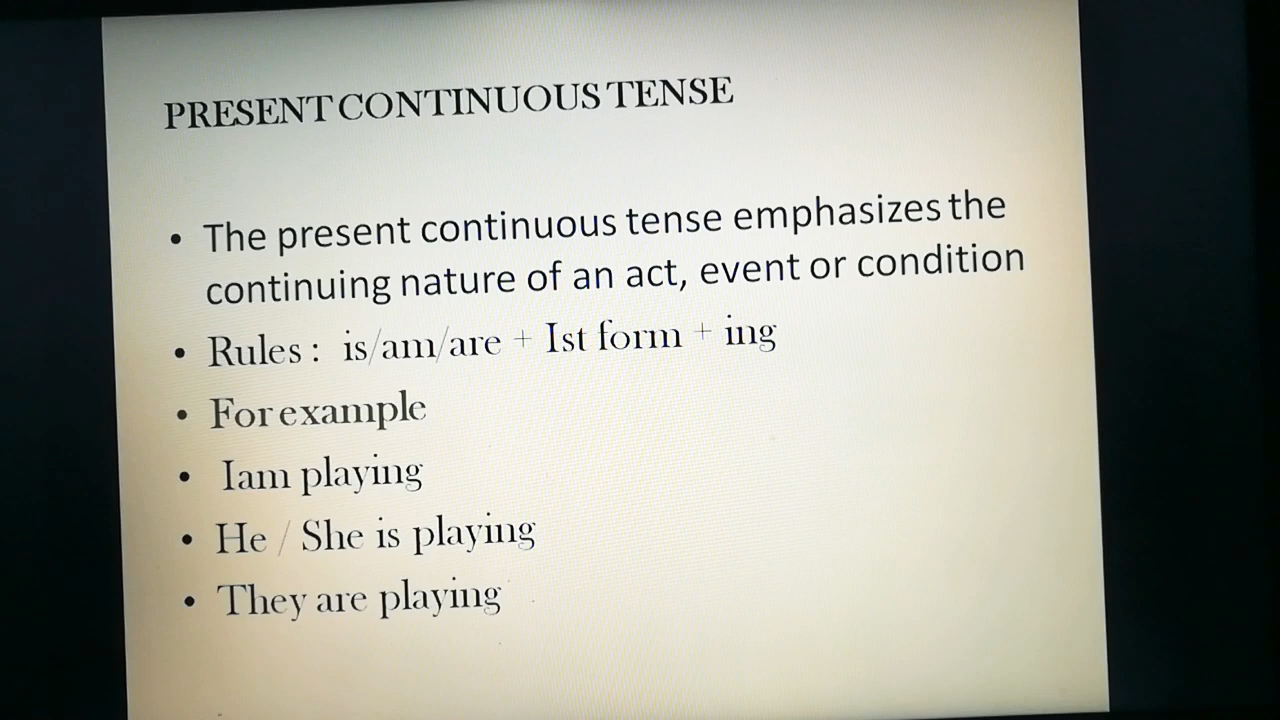 PRESENT CONTINUOUS TENSE
• The present continuous tense emphasizes the
continuing nature of an act, event or condition
• Rules : is/am/are + Ist form + ing
• For example
• Iam playing
• He / She is playing
• They are playing